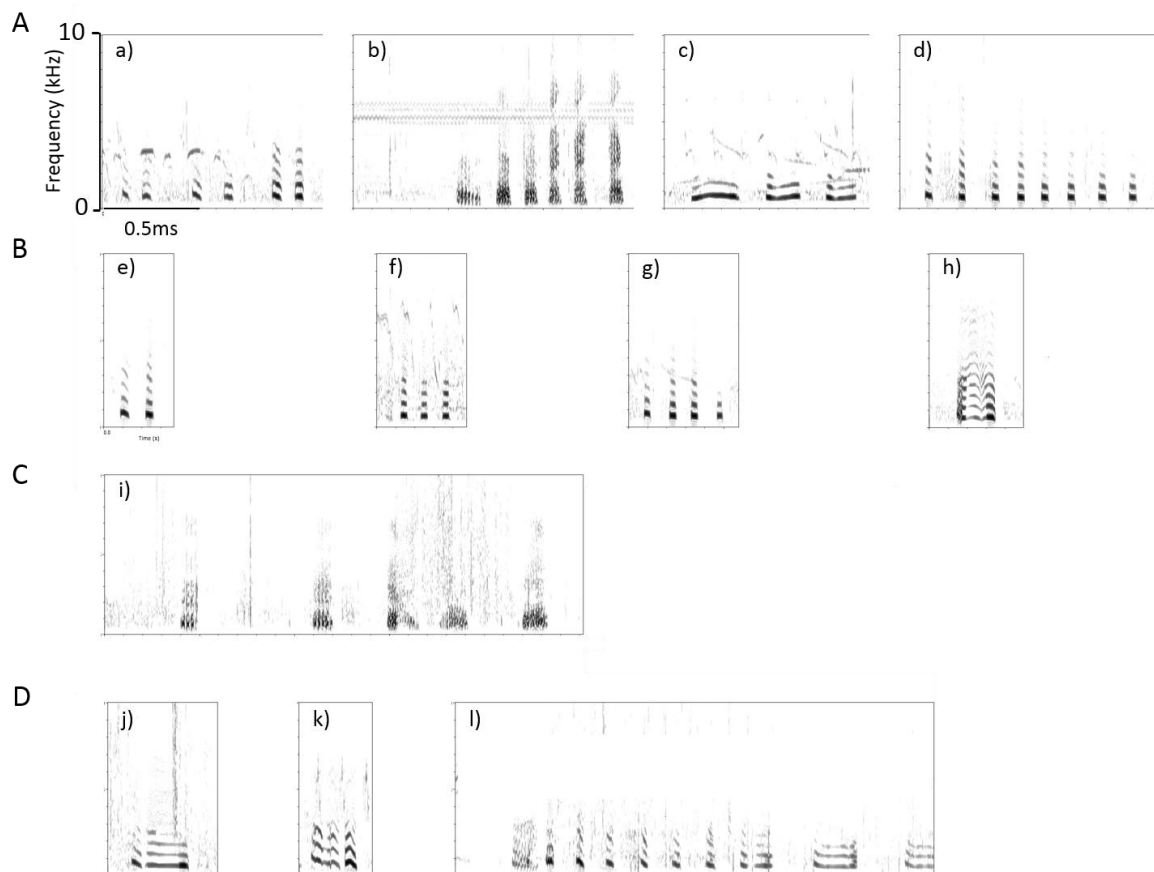 A
10
Frequency (kHz)
0
a)
b)
c)
d)
0.5ms
B
e)
f)
g)
h)
0.0
Time (s)
C
i)
D
j)
k)
l)